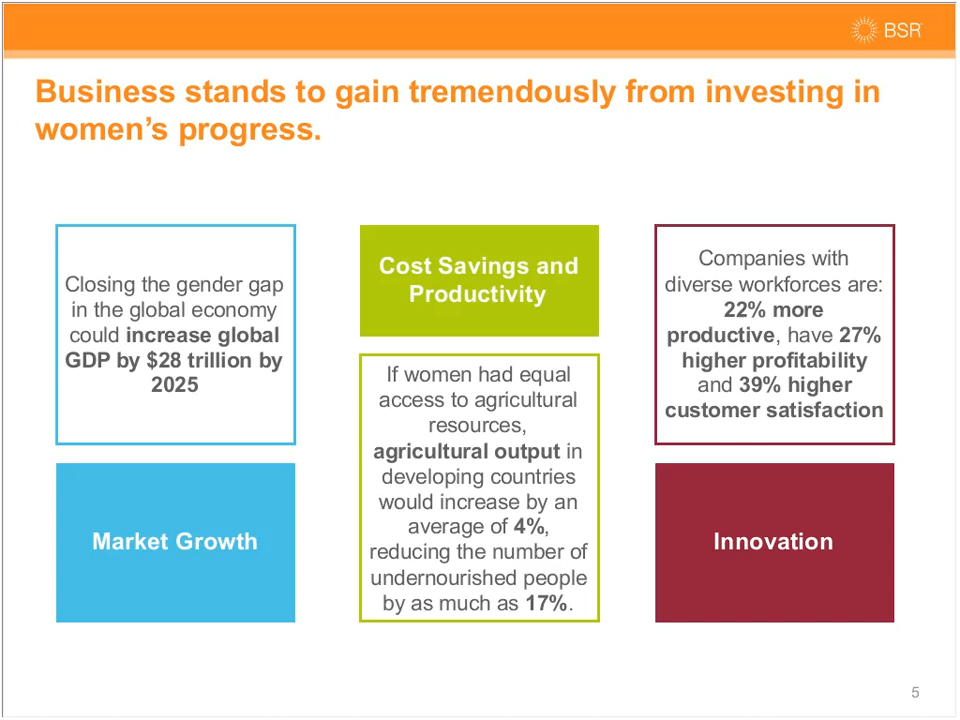 BSR
Business stands to gain tremendously from investing in
women’s progress.
Closing the gender gap
in the global economy
could increase global
GDP by $28 trillion by
2025
Market Growth
Cost Savings and
Productivity
If women had equal
access to agricultural
resources,
agricultural output in
developing countries
would increase by an
average of 4%,
reducing the number of
undernourished people
by as much as 17%.
Companies with
diverse workforces are:
22% more
productive, have 27%
higher profitability
and 39% higher
customer satisfaction
Innovation
5